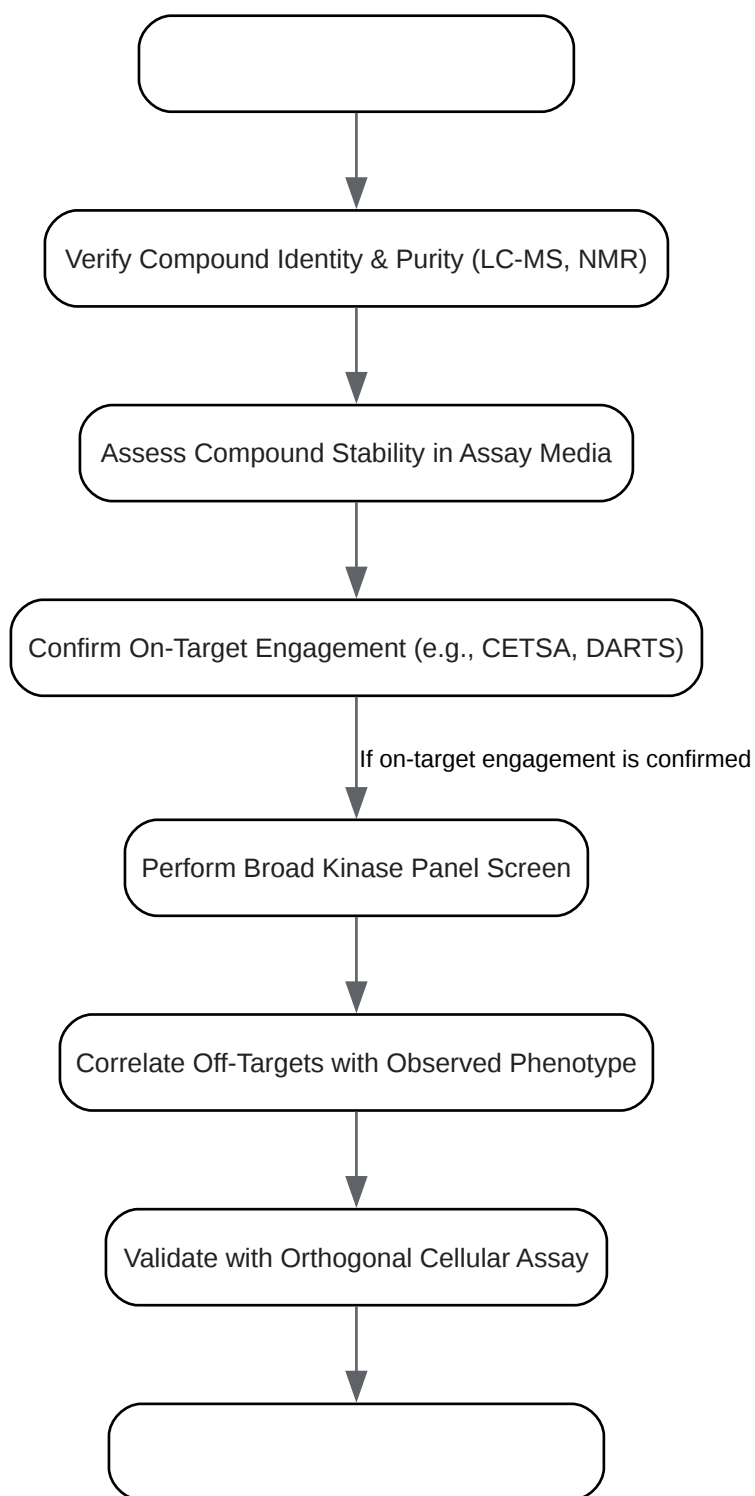 Verify Compound Identity & Purity (LC-MS, NMR)
Assess Compound Stability in Assay Media
Confirm On-Target Engagement (e.g., CETSA, DARTS)
If on-target engagement is confirmed
Perform Broad Kinase Panel Screen
Correlate Off-Targets with Observed Phenotype
Validate with Orthogonal Cellular Assay